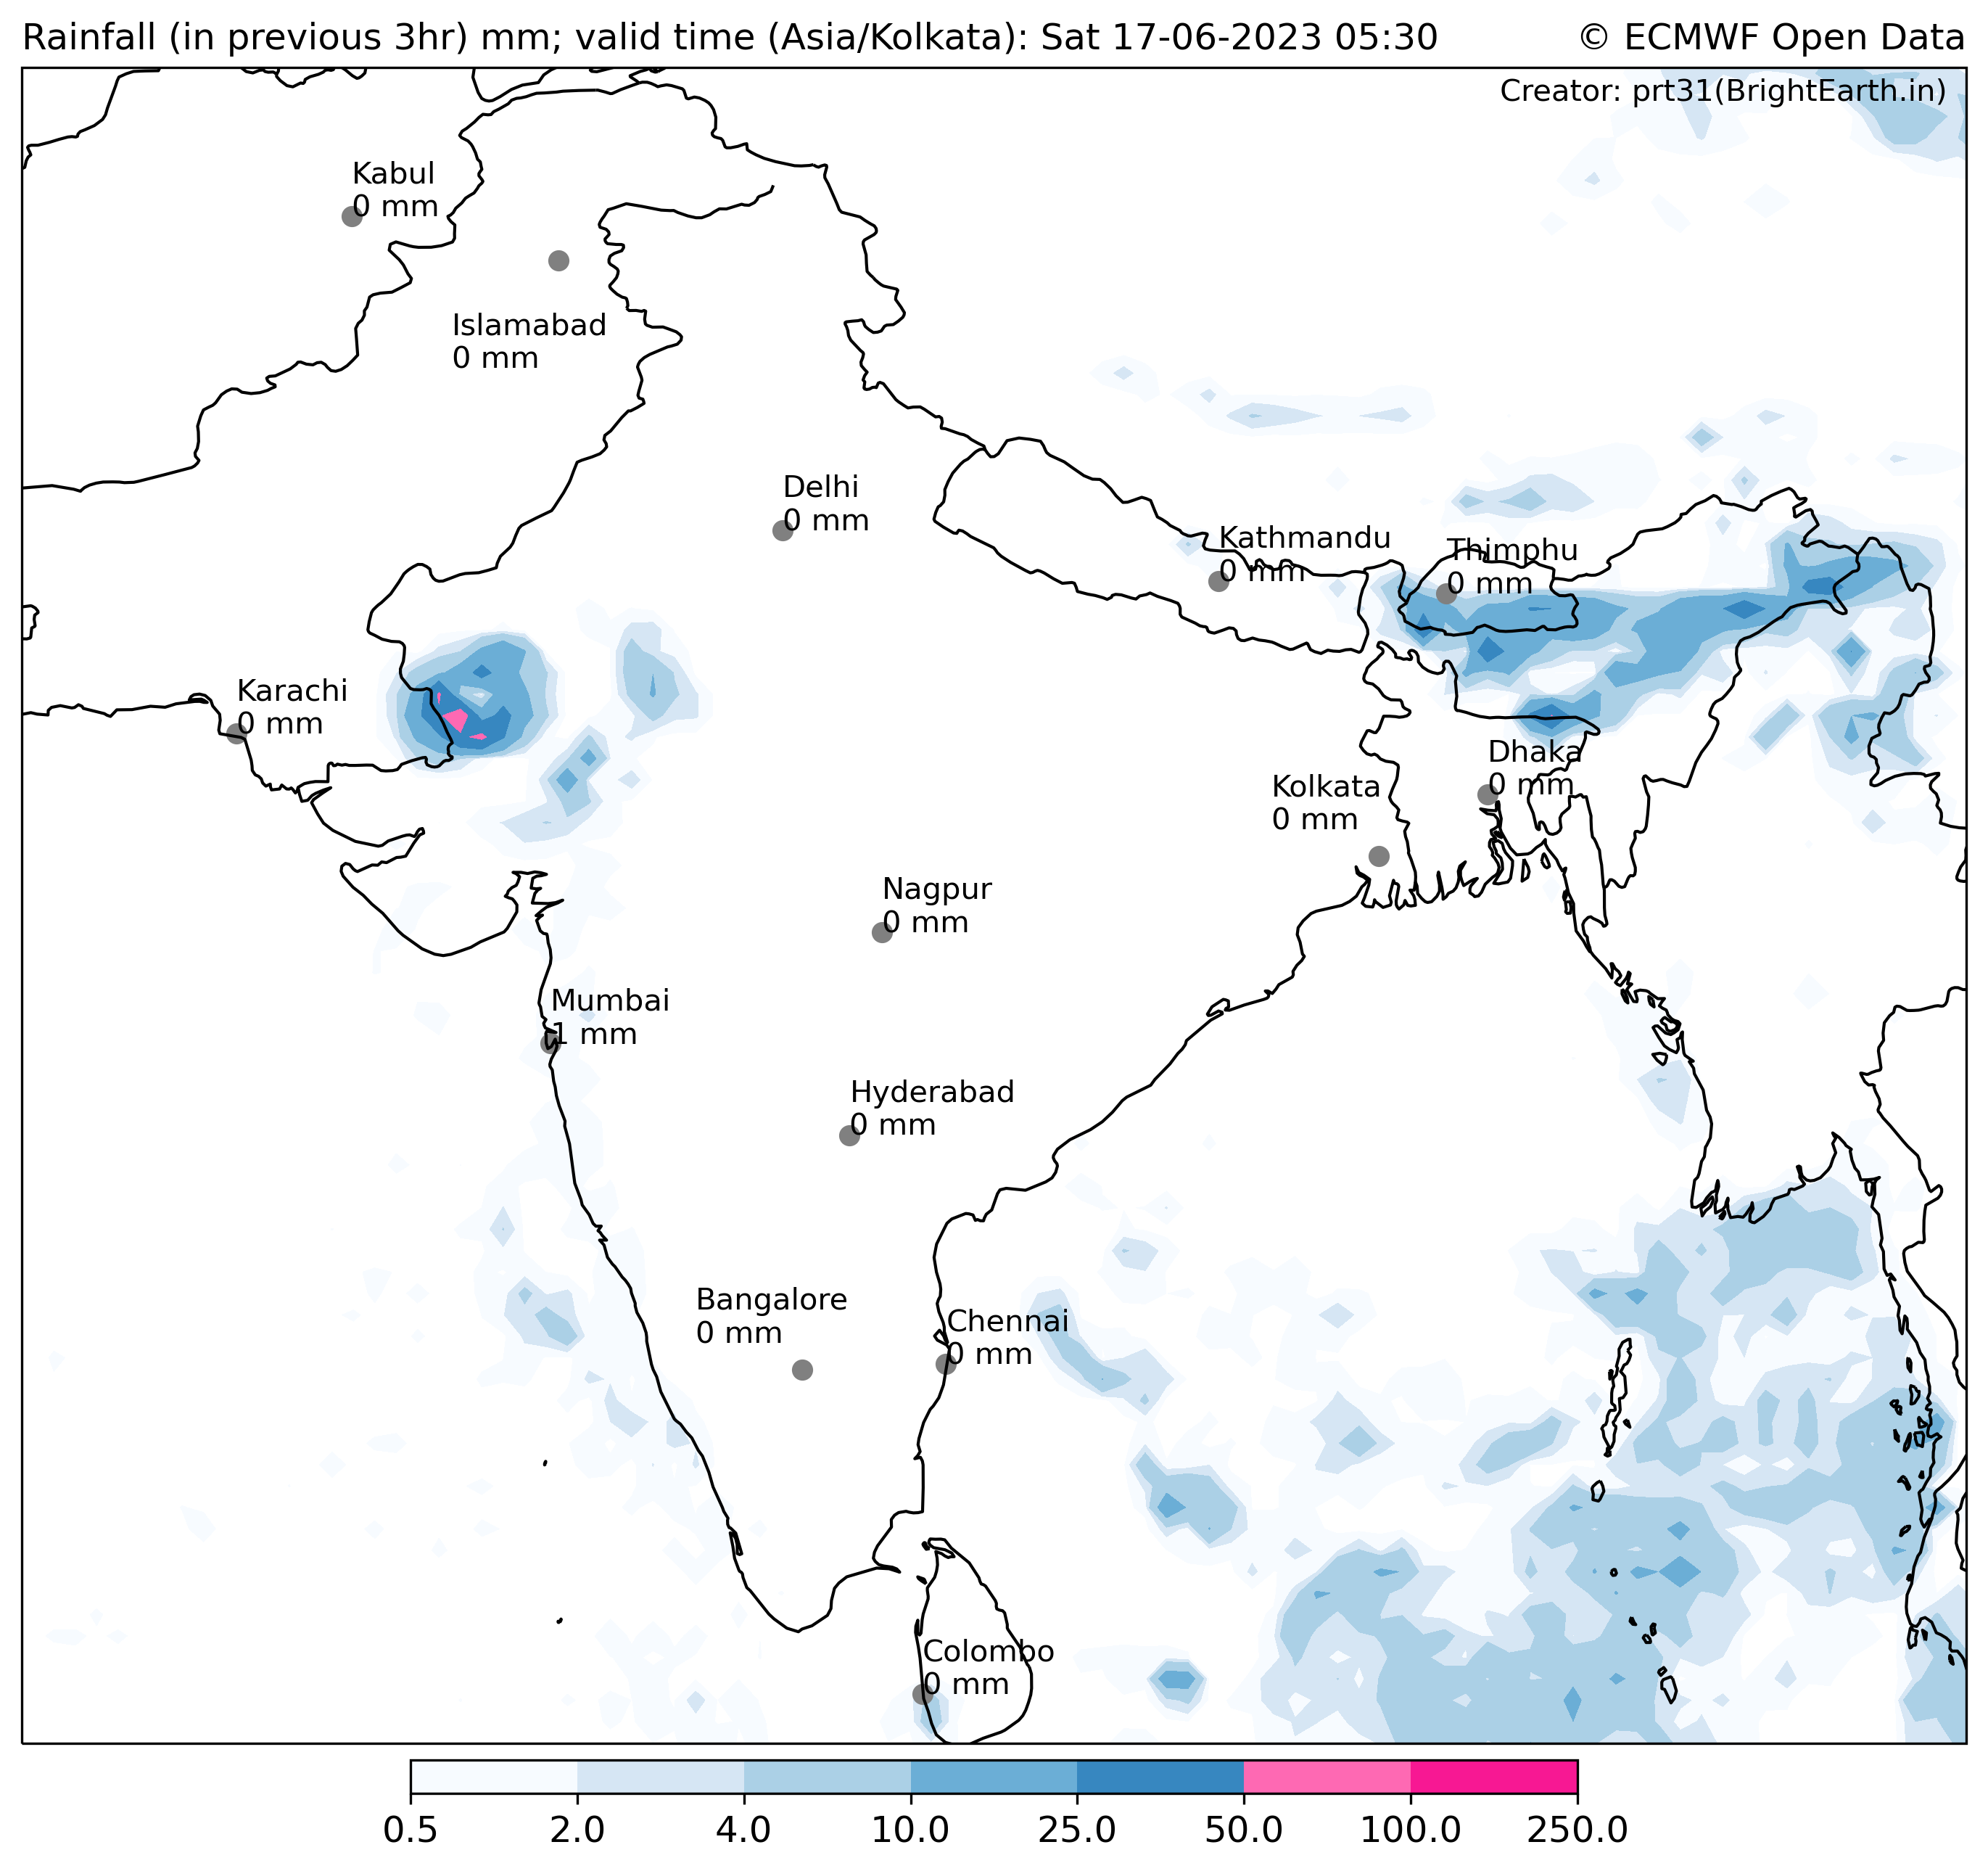 Rainfall (in previous 3hr) mm; valid time (Asia/Kolkata): Sat 17-06-2023 05:30
© ECMWF Open Data
Creator: prt31(BrightEarth.in)
Kabul
0 mm
Islamabad
0 mm
Delhi
0 mm
Kathmandu
0 mm
Thimphu
0 mm
Karachi
0 mm
Dhaka
0 mm
Kolkata
0 mm
Nagpur
0 mm
Mumbai
1 mm
Hyderabad
0 mm
Bangalore
0 mm
Chennai
0 mm
Colombo
0 mm
0.5 2.0 4.0 10.0 25.0 50.0 100.0 250.0